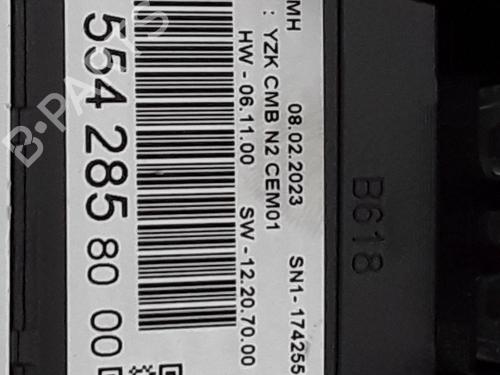 MH
08.02.2023 SN1-174255
: YZK CMB N2 CEM01
HW - 06.11.00 SW - 12.20.70.00
554 285 80 00
B618
B-PARTS